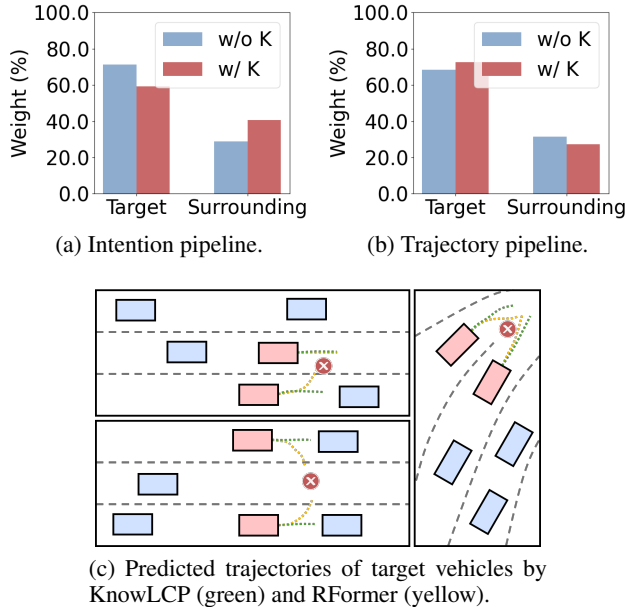 100.0
80.0
60.0
40.0
20.0
0.0
Weight (%)
w/o K
w/ K
Target Surrounding
(a) Intention pipeline.
100.0
80.0
60.0
40.0
20.0
0.0
Weight (%)
w/o K
w/ K
Target Surrounding
(b) Trajectory pipeline.
(c) Predicted trajectories of target vehicles by
KnowLCP (green) and RFormer (yellow).